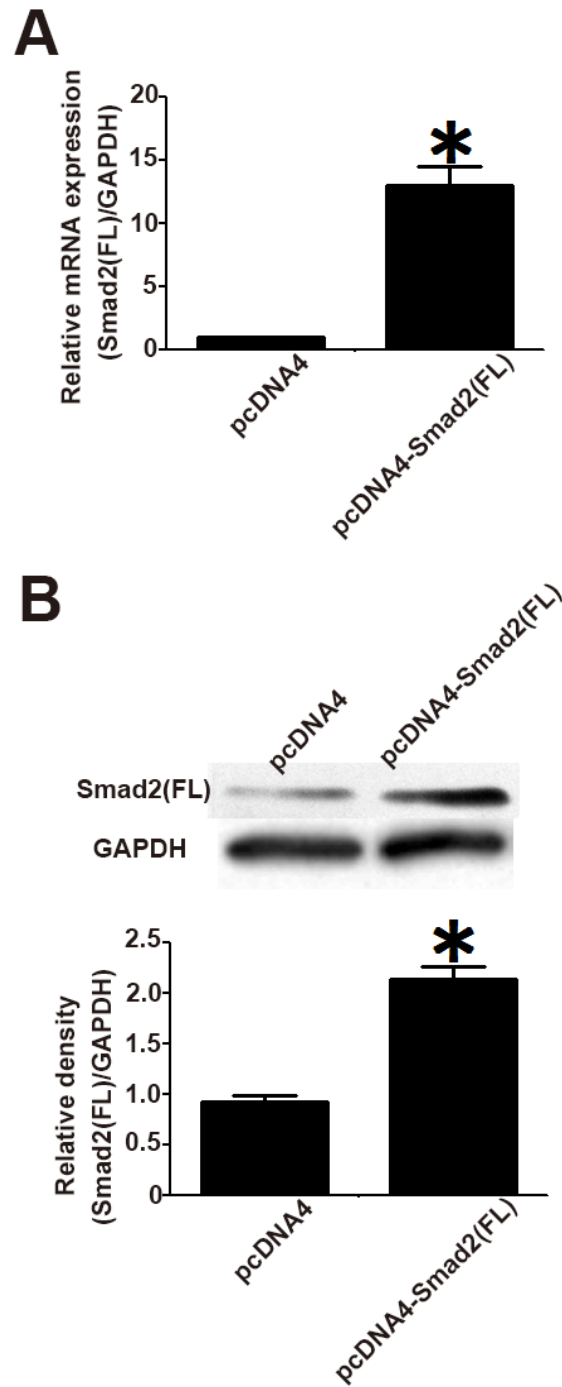 A
Relative mRNA expression
(Smad2(FL)/GAPDH)
20
15
10
5
0
*
pcDNA4
pcDNA4-Smad2(FL)
B
pcDNA4
pcDNA4-Smad2(FL)
Smad2(FL)
GAPDH
Relative density
(Smad2(FL)/GAPDH)
2.5
2.0
1.5
1.0
0.5
0
*
pcDNA4
pcDNA4-Smad2(FL)